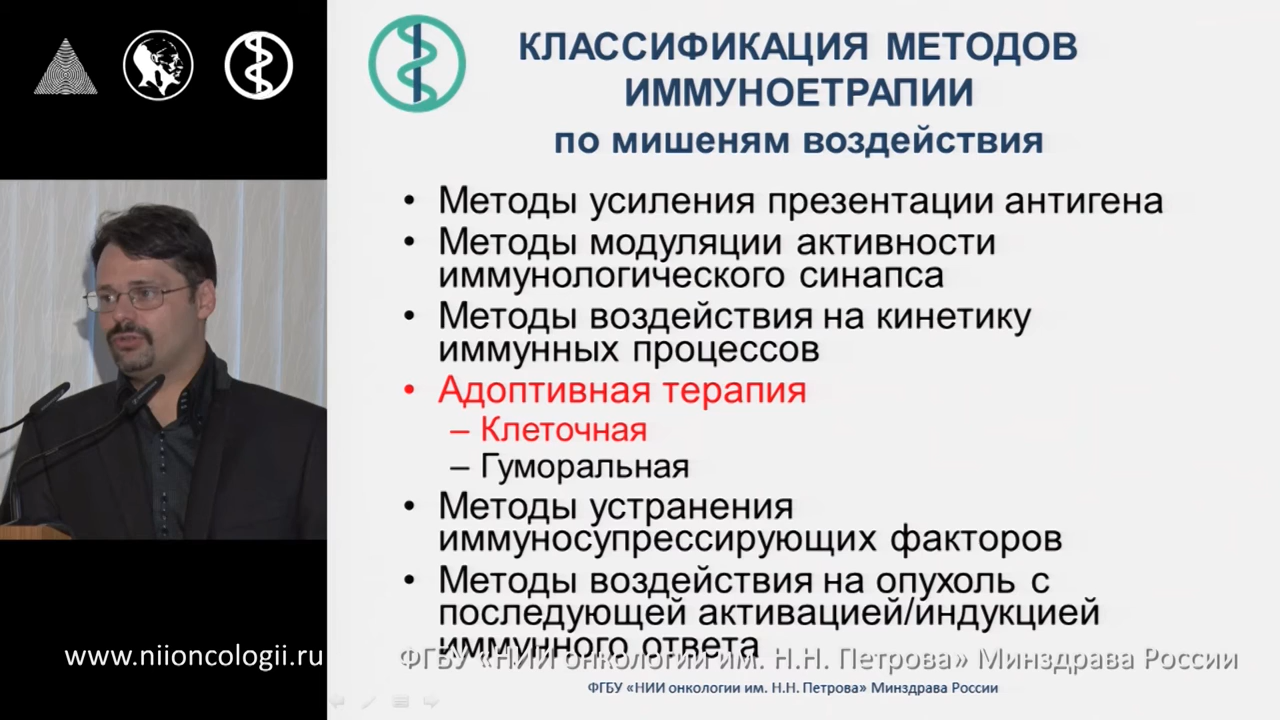 КЛАССИФИКАЦИЯ МЕТОДОВ
ИММУНОЕТРАПИИ
по мишеням воздействия
• Методы усиления презентации антигена
• Методы модуляции активности
иммунологического синапса
• Методы воздействия на кинетику
иммунных процессов
• Адоптивная терапия
– Клеточная
– Гуморальная
• Методы устранения
иммуносупрессирующих факторов
• Методы воздействия на опухоль с
последующей активацией/индукцией
иммунного ответа
www.niioncologii.ru
ФГБУ «НИИ онкологии им. Н.Н. Петрова» Минздрава России
ФГБУ «НИИ онкологии им. Н.Н. Петрова» Минздрава России